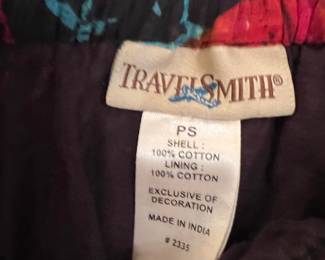 TRAVELSMITH®
PS
SHELL :
100% COTTON
LINING :
100% COTTON
EXCLUSIVE OF
DECORATION
MADE IN INDIA
# 2335